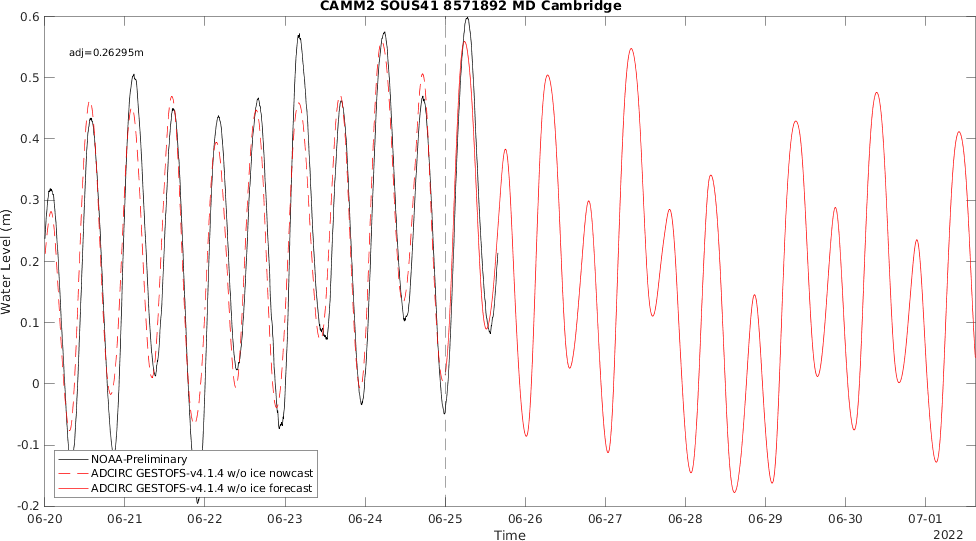 CAMM2 SOUS41 8571892 MD Cambridge
adj=0.26295m
0.6
0.5
0.4
0.3
0.2
0.1
0
-0.1
-0.2
Water Level (m)
NOAA-Preliminary
ADCIRC GESTOFS-v4.1.4 w/o ice nowcast
ADCIRC GESTOFS-v4.1.4 w/o ice forecast
06-20 06-21 06-22 06-23 06-24 06-25 06-26 06-27 06-28 06-29 06-30 07-01
Time
2022